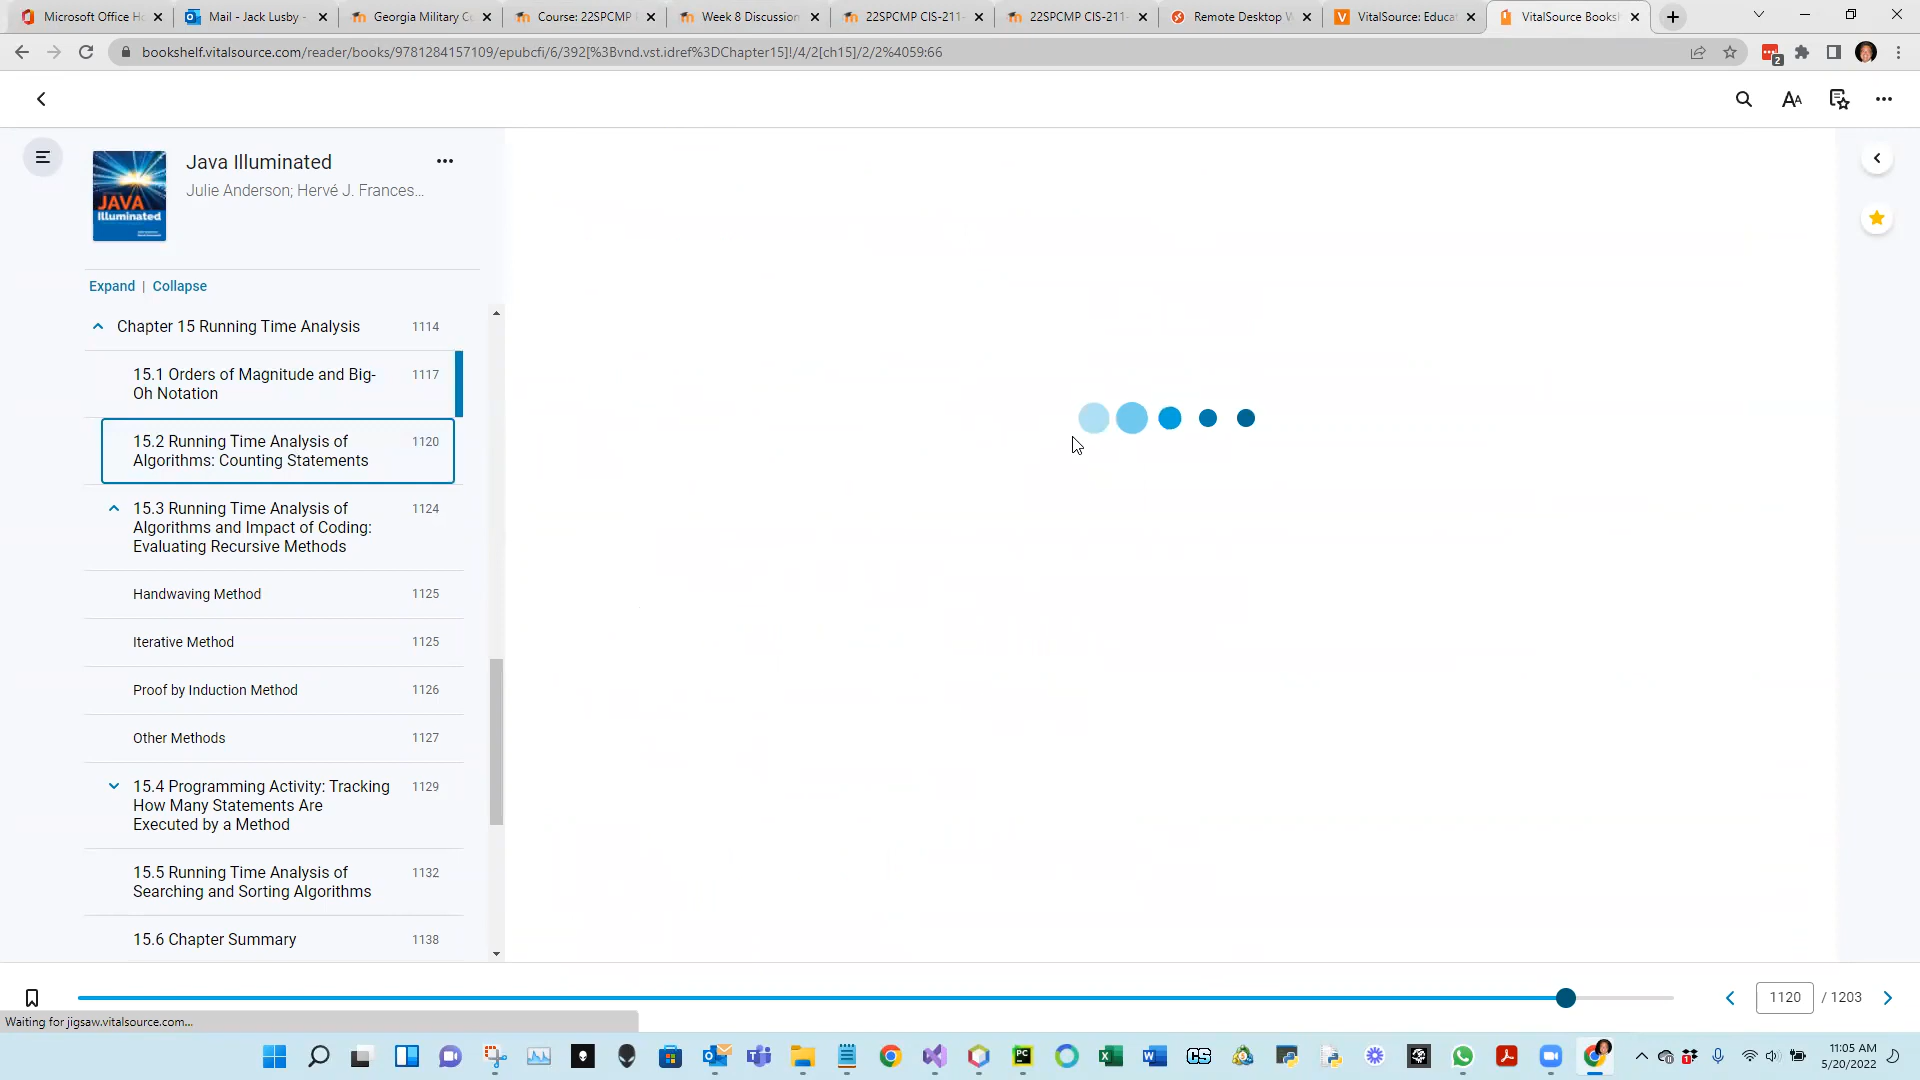 Microsoft Office Ho
Mail - Jack Lusby -
Georgia Military Co
Course: 22SPCMP
Week 8 Discussion
22SPCMP CIS-211-
22SPCMP CIS-211-
Remote Desktop W
VitalSource: Educat
VitalSource Books
bookshelf.vitalsource.com/reader/books/9781284157109/epubcfi/6/392[%3Bvnd.vst.idref%3DChapter15]!/4/2[ch15]/2/2%4059:66
2
Java Illuminated
Julie Anderson; Hervé J. Frances...
JAVA
Illuminated
Expand | Collapse
Chapter 15 Running Time Analysis 1114
15.1 Orders of Magnitude and Big- 1117
Oh Notation
15.2 Running Time Analysis of 1120
Algorithms: Counting Statements
15.3 Running Time Analysis of 1124
Algorithms and Impact of Coding:
Evaluating Recursive Methods
Handwaving Method 1125
Iterative Method 1125
Proof by Induction Method 1126
Other Methods 1127
15.4 Programming Activity: Tracking 1129
How Many Statements Are
Executed by a Method
15.5 Running Time Analysis of 1132
Searching and Sorting Algorithms
15.6 Chapter Summary 1138
1120 / 1203
Waiting for jigsaw.vitalsource.com...
11:05 AM
5/20/2022